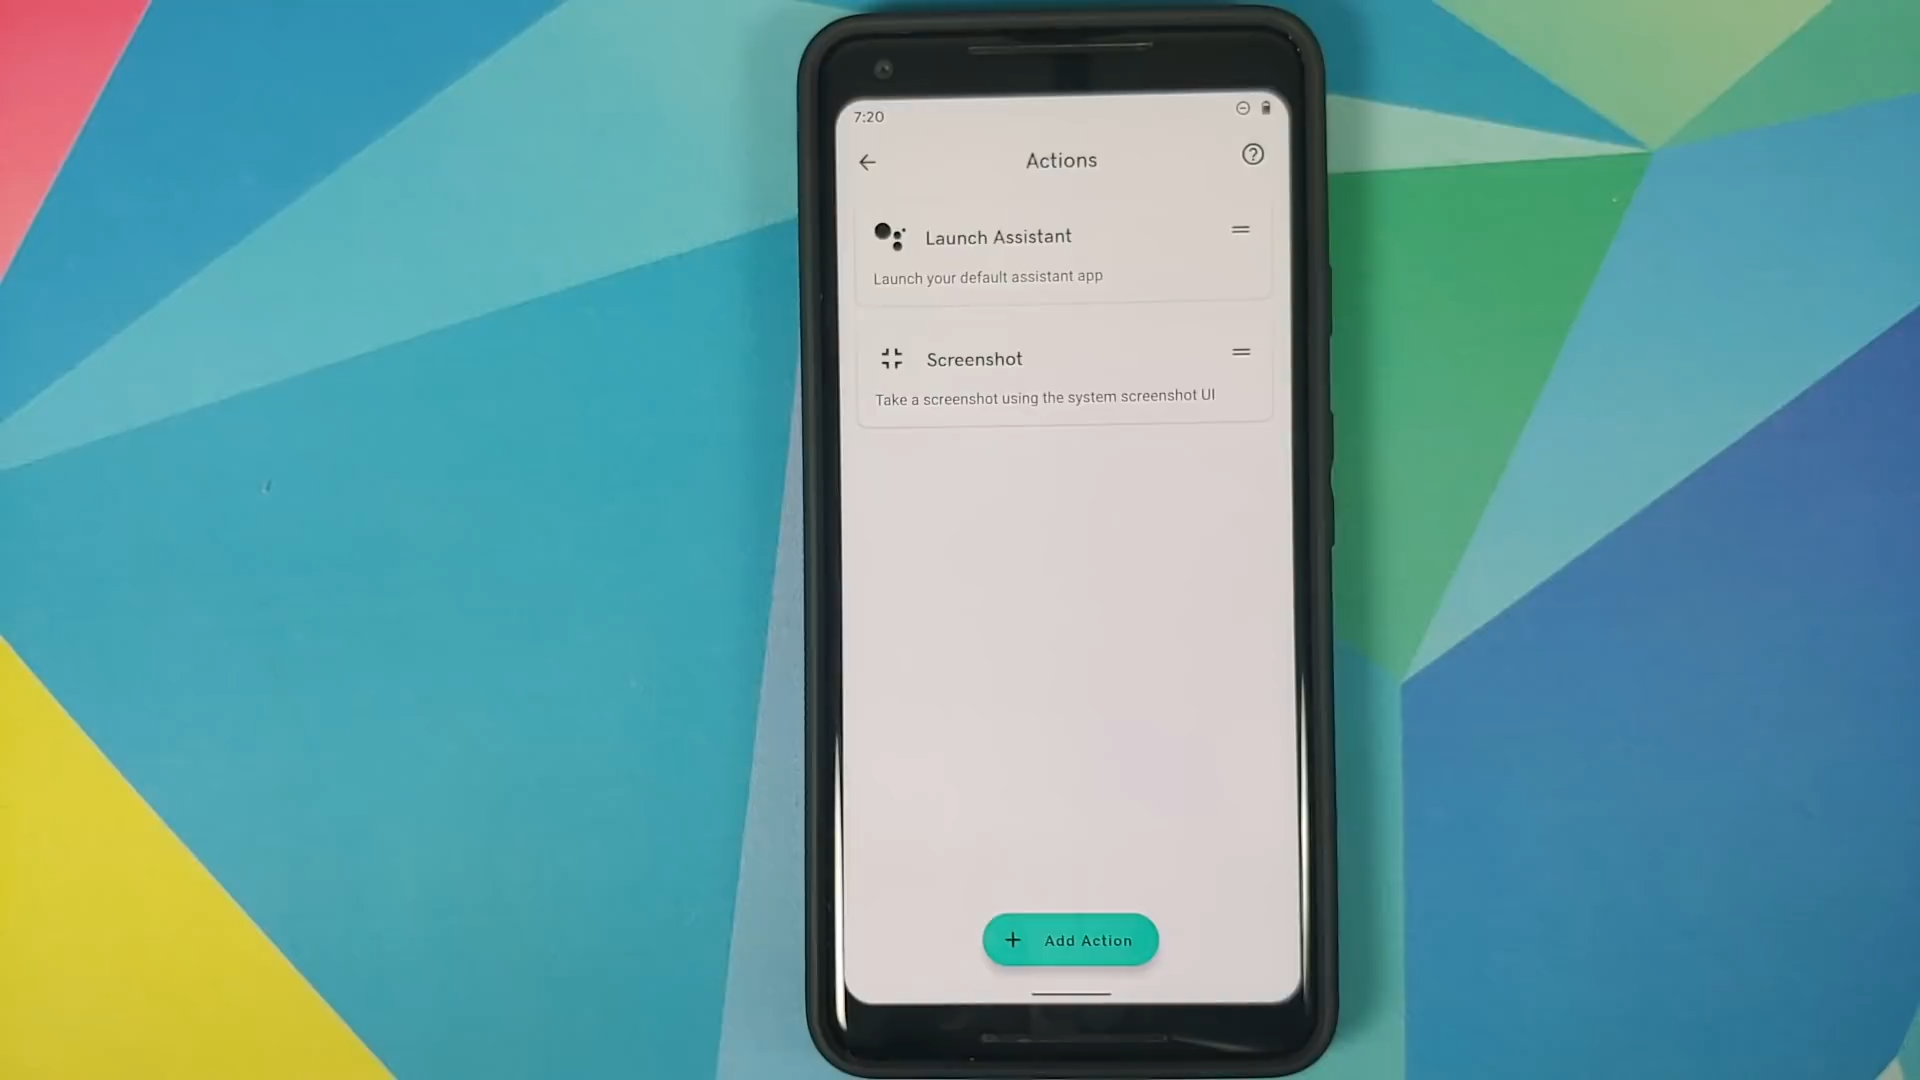 7:20
Actions
Launch Assistant
Launch your default assistant app
Screenshot
Take a screenshot using the system screenshot UI
Add Action